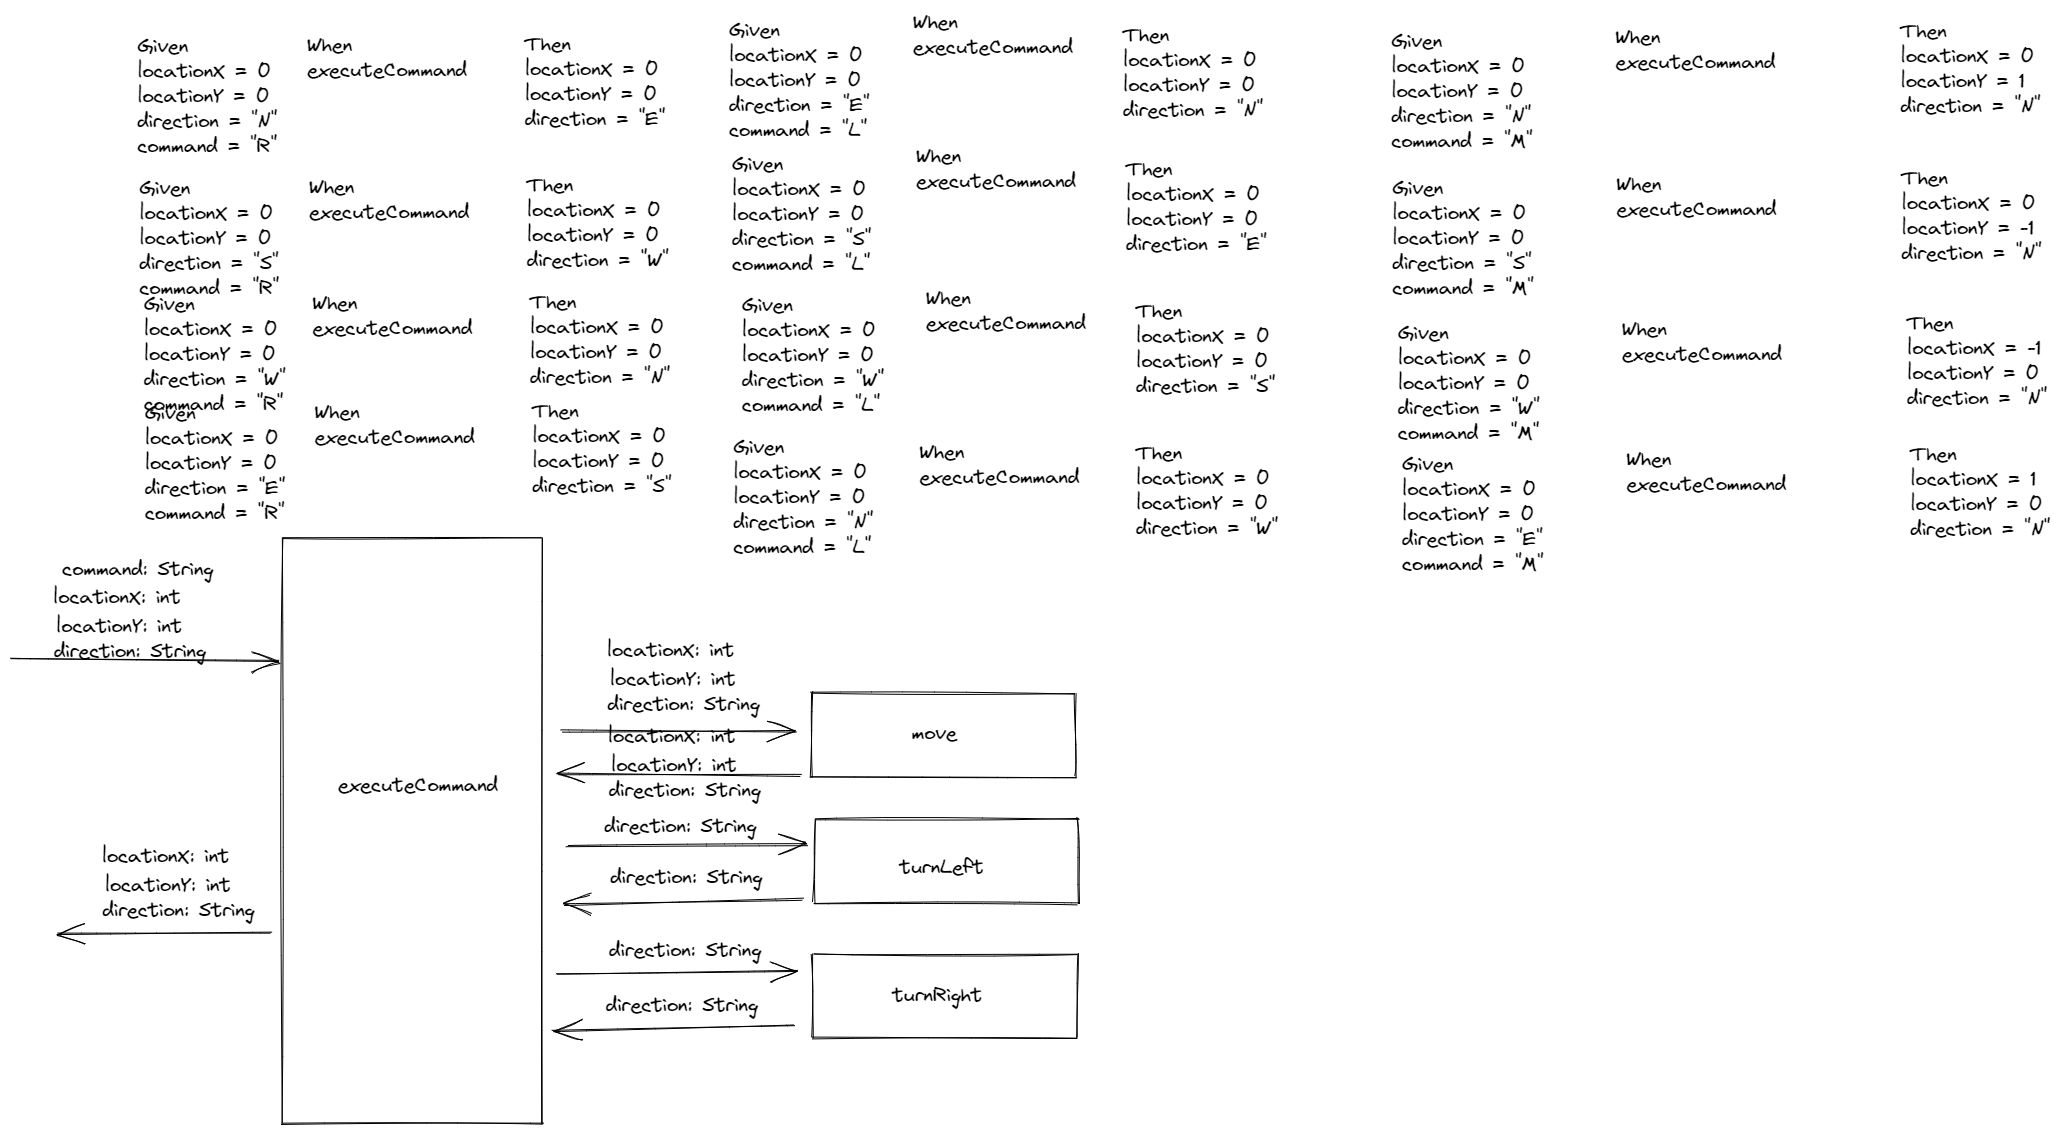 Given
locationX = 0
locationY = 0
direction = "N"
command = "R"
When
executeCommand
Then
locationX = 0
locationY = 0
direction = "E"
Given
locationX = 0
locationY = 0
direction = "S"
command = "R"
When
executeCommand
Then
locationX = 0
locationY = 0
direction = "W"
Given
locationX = 0
locationY = 0
direction = "W"
command = "R"
When
executeCommand
Then
locationX = 0
locationY = 0
direction = "N"
Given
locationX = 0
locationY = 0
direction = "E"
command = "R"
When
executeCommand
Then
locationX = 0
locationY = 0
direction = "S"
Given
locationX = 0
locationY = 0
direction = "E"
command = "L"
When
executeCommand
Then
locationX = 0
locationY = 0
direction = "N"
Given
locationX = 0
locationY = 0
direction = "S"
command = "L"
When
executeCommand
Then
locationX = 0
locationY = 0
direction = "E"
Given
locationX = 0
locationY = 0
direction = "W"
command = "L"
When
executeCommand
Then
locationX = 0
locationY = 0
direction = "S"
Given
locationX = 0
locationY = 0
direction = "N"
command = "L"
When
executeCommand
Then
locationX = 0
locationY = 0
direction = "W"
Given
locationX = 0
locationY = 0
direction = "N"
command = "M"
When
executeCommand
Then
locationX = 0
locationY = 1
direction = "N"
Given
locationX = 0
locationY = 0
direction = "S"
command = "M"
When
executeCommand
Then
locationX = 0
locationY = -1
direction = "N"
Given
locationX = 0
locationY = 0
direction = "W"
command = "M"
When
executeCommand
Then
locationX = -1
locationY = 0
direction = "N"
Given
locationX = 0
locationY = 0
direction = "E"
command = "M"
When
executeCommand
Then
locationX = 1
locationY = 0
direction = "N"
command: String
locationX: int
locationY: int
direction: String
executeCommand
locationX: int
locationY: int
direction: String
locationX: int
locationY: int
direction: String
move
locationX: int
locationY: int
direction: String
direction: String
direction: String
turnLeft
direction: String
direction: String
turnRight